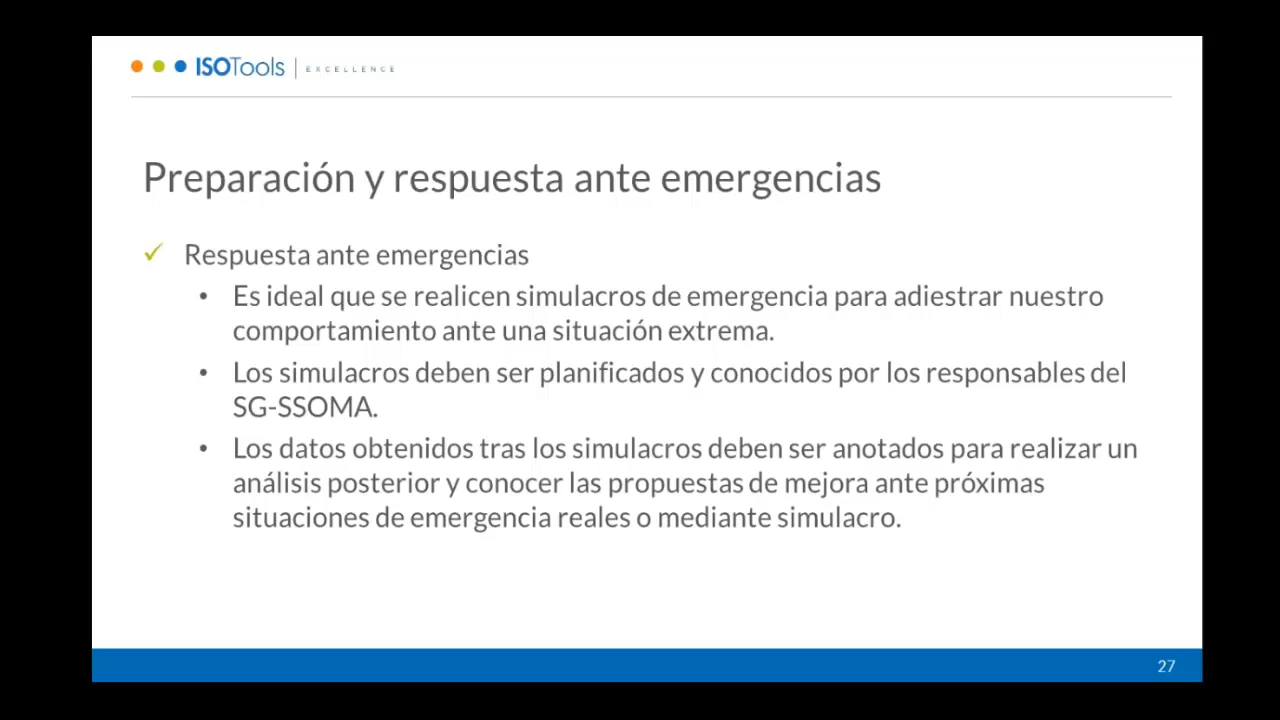 ISOTools | EXCELLENCE
Preparación y respuesta ante emergencias
✓ Respuesta ante emergencias
• Es ideal que se realicen simulacros de emergencia para adiestrar nuestro
comportamiento ante una situación extrema.
• Los simulacros deben ser planificados y conocidos por los responsables del
SG-SSOMA.
• Los datos obtenidos tras los simulacros deben ser anotados para realizar un
análisis posterior y conocer las propuestas de mejora ante próximas
situaciones de emergencia reales o mediante simulacro.
27